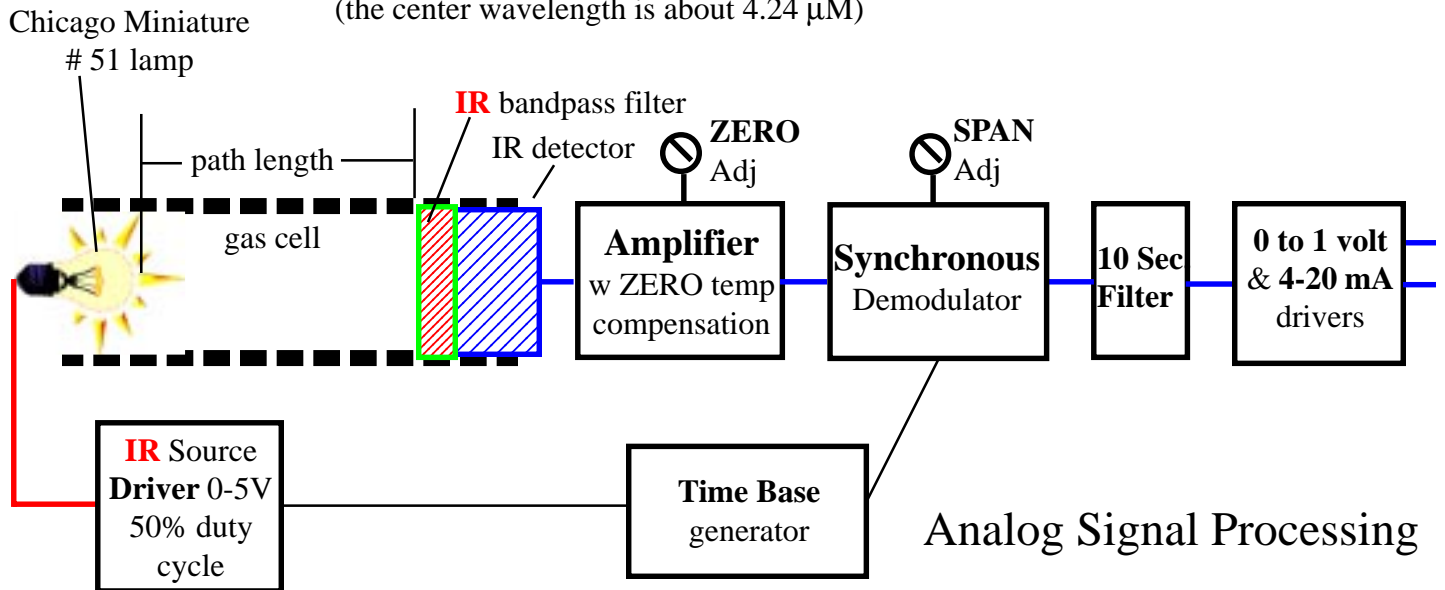 (the center wavelength is about 4.24 µM)
Chicago Miniature
# 51 lamp
IR bandpass filter
path length
IR detector
ZERO
Adj
SPAN
Adj
gas cell
Amplifier
w ZERO temp
compensation
Synchronous
Demodulator
10 Sec
Filter
0 to 1 volt
& 4-20 mA
drivers
IR Source
Driver 0-5V
50% duty
cycle
Time Base
generator
Analog Signal Processing